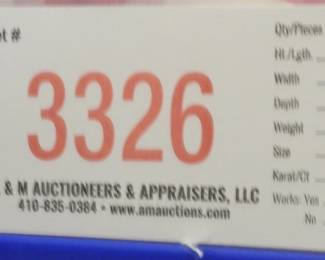 t #
3326
& M AUCTIONEERS & APPRAISERS, LLC
410-835-0384 • www.amauctions.com
Qty/Pieces
Ht./Lgth.
Width
Depth
Weight
Size
Karat/Ct
Works: Yes
No